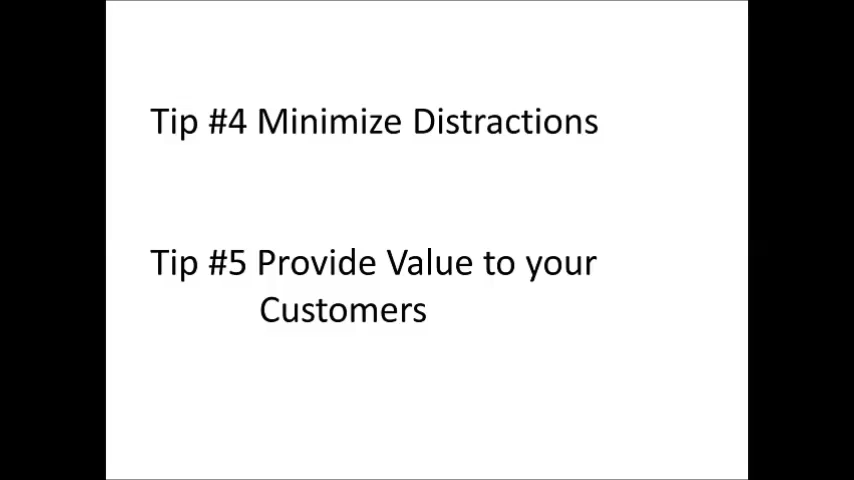 Tip #4 Minimize Distractions
Tip #5 Provide Value to your
Customers